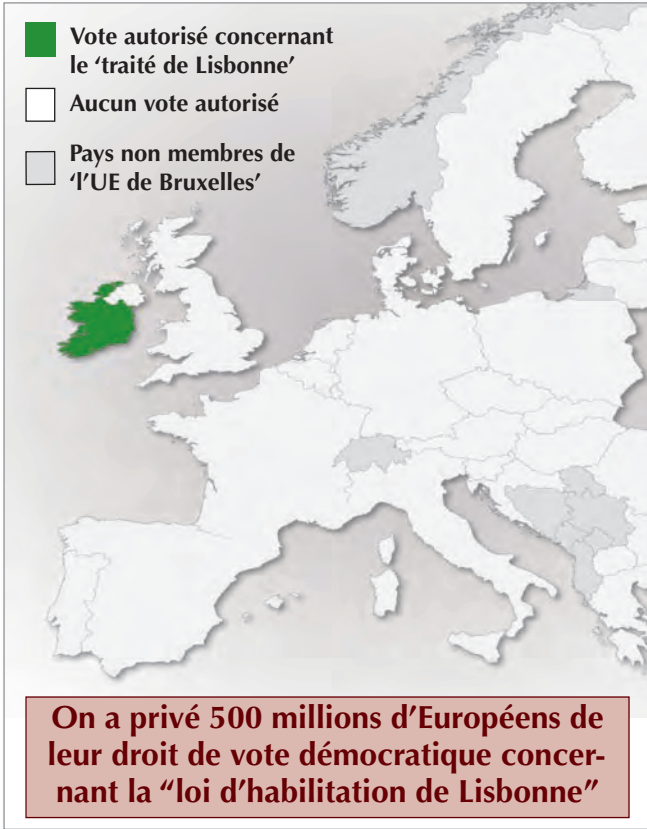 Vote autorisé concernant
le ‘traité de Lisbonne’
Aucun vote autorisé
Pays non membres de
‘l’UE de Bruxelles’
On a privé 500 millions d’Européens de
leur droit de vote démocratique concer-
nant la “loi d’habilitation de Lisbonne”